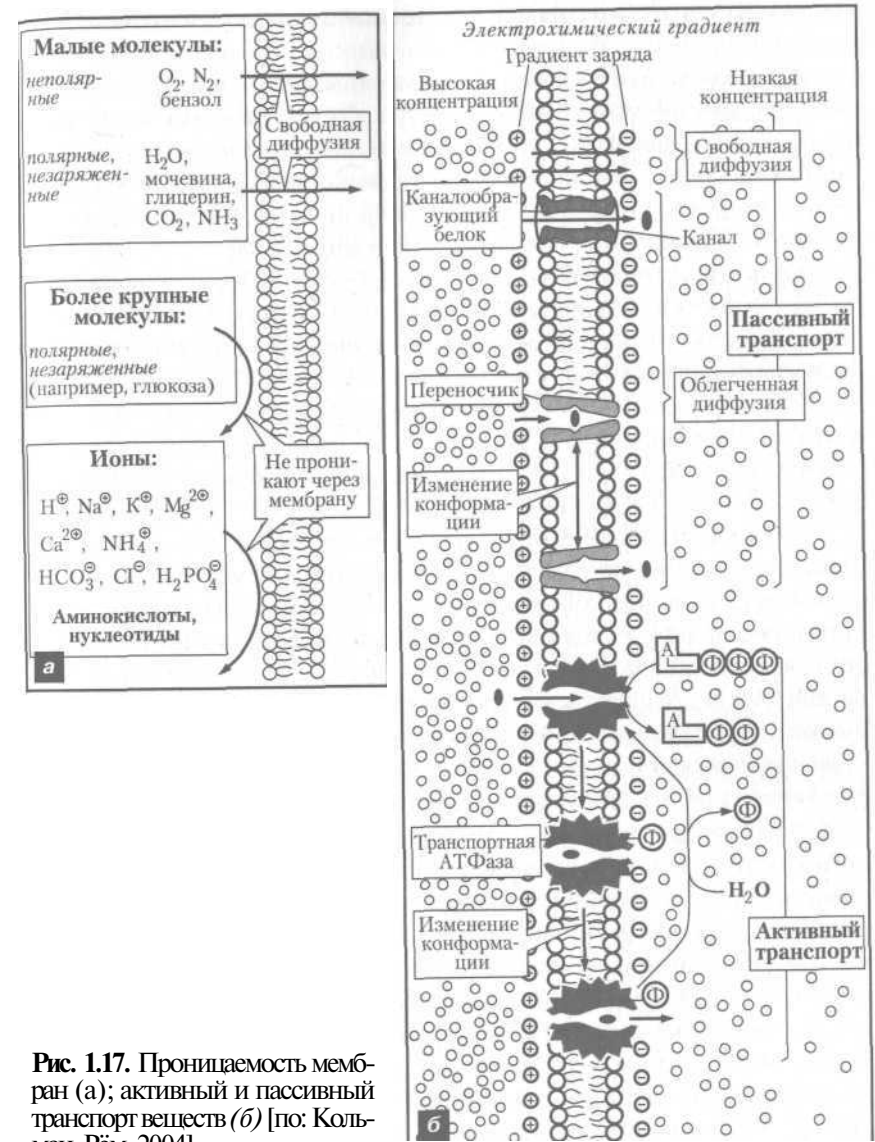 Малые молекулы:
неполяр-
ные
O₂, N₂,
бензол
Свободная
диффузия
полярные,
незаряжен-
ные
H₂O,
мочевина,
глицерин,
CO₂, NH₃
Более крупные
молекулы:
полярные,
незаряженные
(например, глюкоза)
Ионы:
H⊕, Na⊕, K⊕, Mg²⊕,
Ca²⊕, NH₄⊕,
HCO₃⊖, Cl⊖, H₂PO₄⊖
Аминокислоты,
нуклеотиды
Не прони-
кают через
мембрану
а
Электрохимический градиент
Градиент заряда
Высокая
концентрация
Низкая
концентрация
Свободная
диффузия
Каналообра-
зующий
белок
Канал
Пассивный
транспорт
Переносчик
Облегченная
диффузия
Изменение
конформа-
ции
А Ф Ф Ф
А Ф Ф
Ф
Транспортная
АТФаза
Ф
H₂O
Изменение
конформа-
ции
Активный
транспорт
Ф
б
Рис. 1.17. Проницаемость мемб-
ран (а); активный и пассивный
транспорт веществ (б) [по: Коль-
2004]